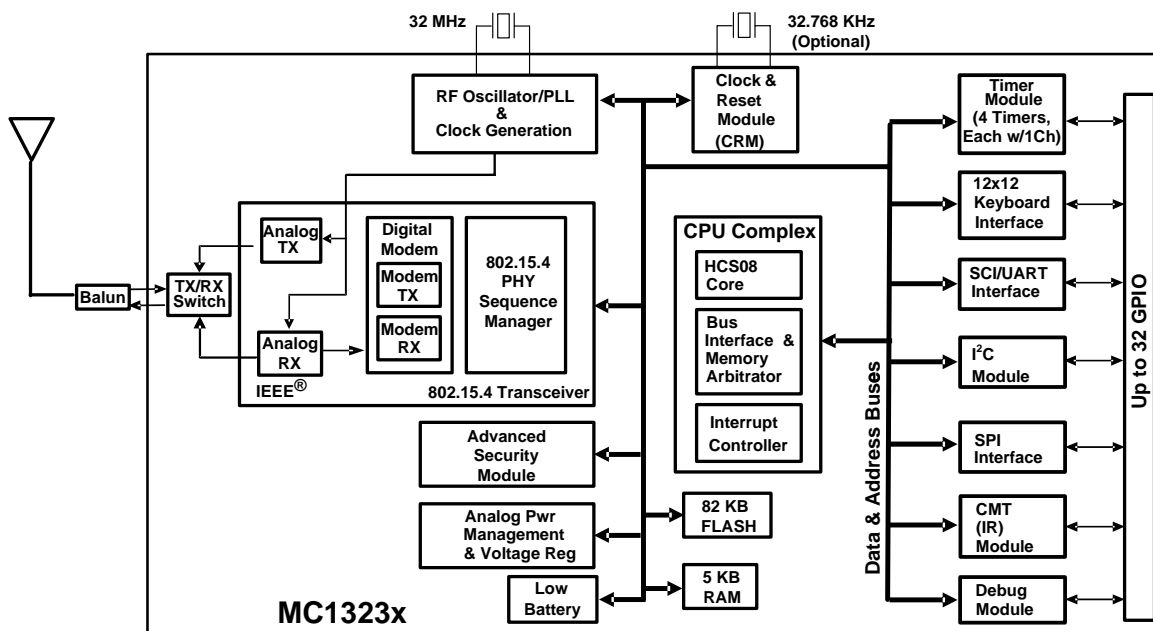 32 MHz
32.768 KHz
(Optional)
RF Oscillator/PLL
&
Clock Generation
Clock &
Reset
Module
(CRM)
Timer
Module
(4 Timers,
Each w/1Ch)
12x12
Keyboard
Interface
SCI/UART
Interface
I²C
Module
SPI
Interface
CMT
(IR)
Module
Debug
Module
Up to 32 GPIO
Data & Address Buses
CPU Complex
HCS08
Core
Bus
Interface &
Memory
Arbitrator
Interrupt
Controller
Balun
TX/RX
Switch
Analog
TX
Analog
RX
Digital
Modem
Modem
TX
Modem
RX
802.15.4
PHY
Sequence
Manager
IEEE®
802.15.4 Transceiver
Advanced
Security
Module
Analog Pwr
Management
& Voltage Reg
Low
Battery
82 KB
FLASH
5 KB
RAM
MC1323x